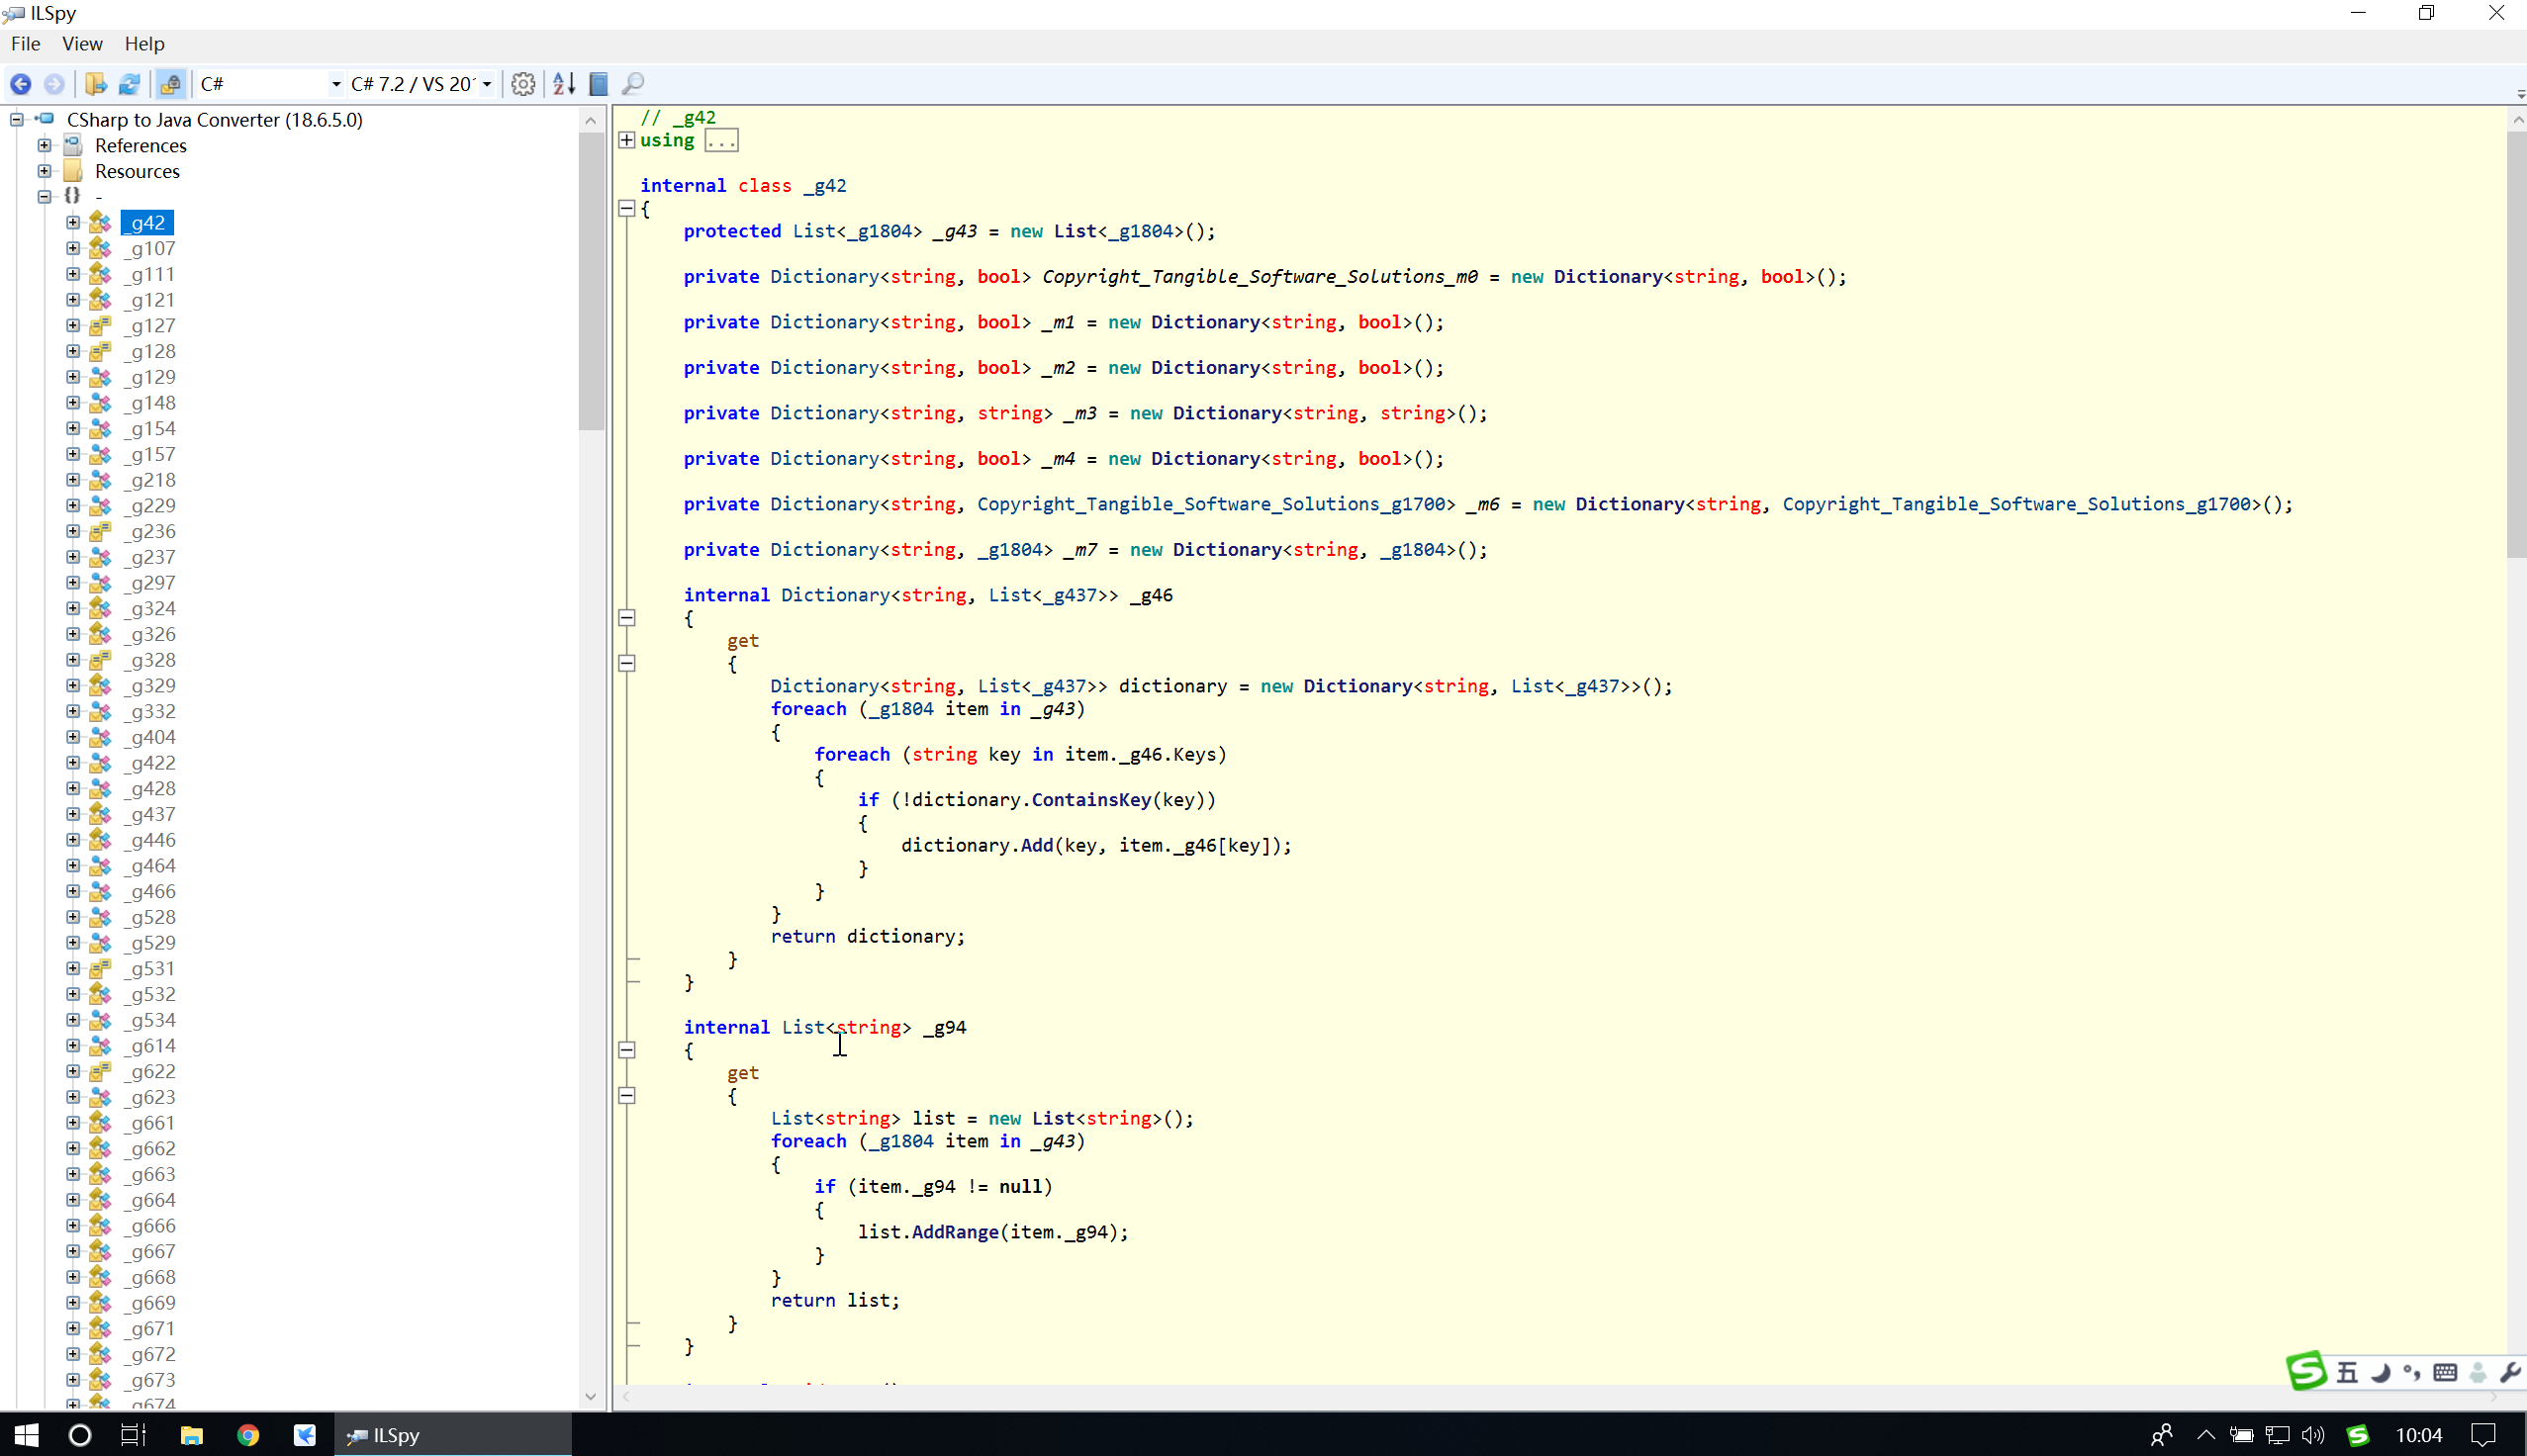 ILSpy
File View Help
C# C# 7.2 / VS 20
CSharp to Java Converter (18.6.5.0)
References
Resources
{} -
_g42
_g107
_g111
_g121
_g127
_g128
_g129
_g148
_g154
_g157
_g218
_g229
_g236
_g237
_g297
_g324
_g326
_g328
_g329
_g332
_g404
_g422
_g428
_g437
_g446
_g464
_g466
_g528
_g529
_g531
_g532
_g534
_g614
_g622
_g623
_g661
_g662
_g663
_g664
_g666
_g667
_g668
_g669
_g671
_g672
_g673
_g674
// _g42
using ...
internal class _g42
{
protected List<_g1804> _g43 = new List<_g1804>();
private Dictionary<string, bool> Copyright_Tangible_Software_Solutions_m0 = new Dictionary<string, bool>();
private Dictionary<string, bool> _m1 = new Dictionary<string, bool>();
private Dictionary<string, bool> _m2 = new Dictionary<string, bool>();
private Dictionary<string, string> _m3 = new Dictionary<string, string>();
private Dictionary<string, bool> _m4 = new Dictionary<string, bool>();
private Dictionary<string, Copyright_Tangible_Software_Solutions_g1700> _m6 = new Dictionary<string, Copyright_Tangible_Software_Solutions_g1700>();
private Dictionary<string, _g1804> _m7 = new Dictionary<string, _g1804>();
internal Dictionary<string, List<_g437>> _g46
{
get
{
Dictionary<string, List<_g437>> dictionary = new Dictionary<string, List<_g437>>();
foreach (_g1804 item in _g43)
{
foreach (string key in item._g46.Keys)
{
if (!dictionary.ContainsKey(key))
{
dictionary.Add(key, item._g46[key]);
}
}
}
return dictionary;
}
}
internal List<string> _g94
{
get
{
List<string> list = new List<string>();
foreach (_g1804 item in _g43)
{
if (item._g94 != null)
{
list.AddRange(item._g94);
}
}
return list;
}
}
五
ILSpy
10:04